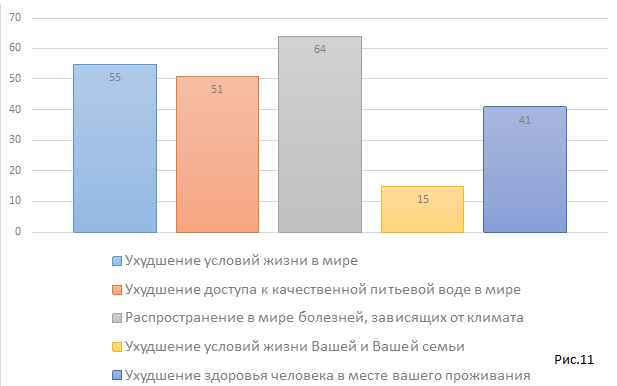 70
60
50
40
30
20
10
0
55
51
64
15
41
Ухудшение условий жизни в мире
Ухудшение доступа к качественной питьевой воде в мире
Распространение в мире болезней, зависящих от климата
Ухудшение условий жизни Вашей и Вашей семьи
Ухудшение здоровья человека в месте вашего проживания
Рис.11